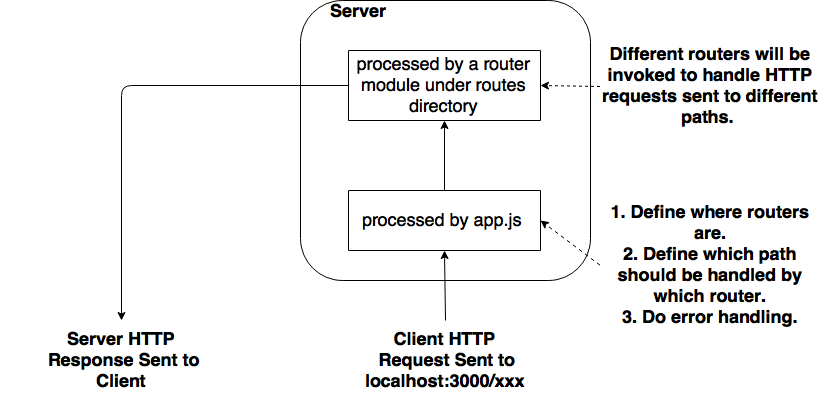 Server
processed by a router
module under routes
directory
Different routers will be
invoked to handle HTTP
requests sent to different
paths.
processed by app.js
1. Define where routers
are.
2. Define which path
should be handled by
which router.
3. Do error handling.
Server HTTP
Response Sent to
Client
Client HTTP
Request Sent to
localhost:3000/xxx